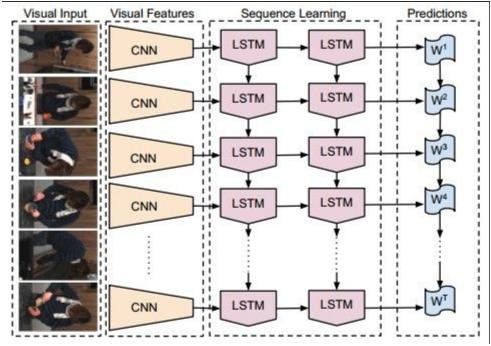 Visual Input Visual Features Sequence Learning Predictions
CNN LSTM LSTM W¹
CNN LSTM LSTM W²
CNN LSTM LSTM W³
CNN LSTM LSTM W⁴
CNN LSTM LSTM Wᵀ